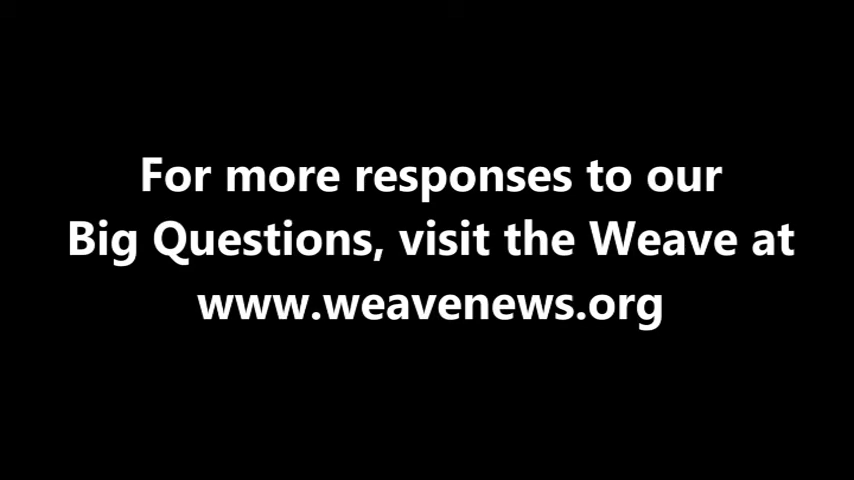 For more responses to our
Big Questions, visit the Weave at
www.weavenews.org